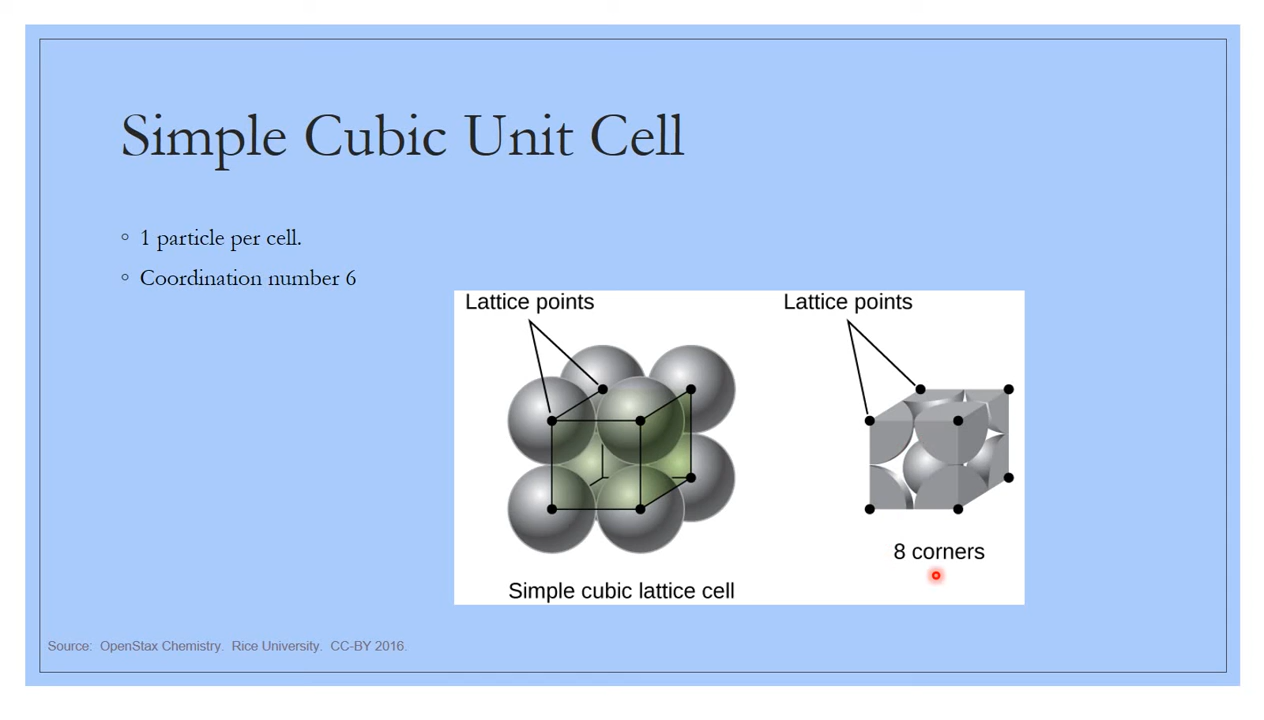 Simple Cubic Unit Cell
◦ 1 particle per cell.
◦ Coordination number 6
Lattice points
Lattice points
8 corners
Simple cubic lattice cell
Source: OpenStax Chemistry. Rice University. CC-BY 2016.